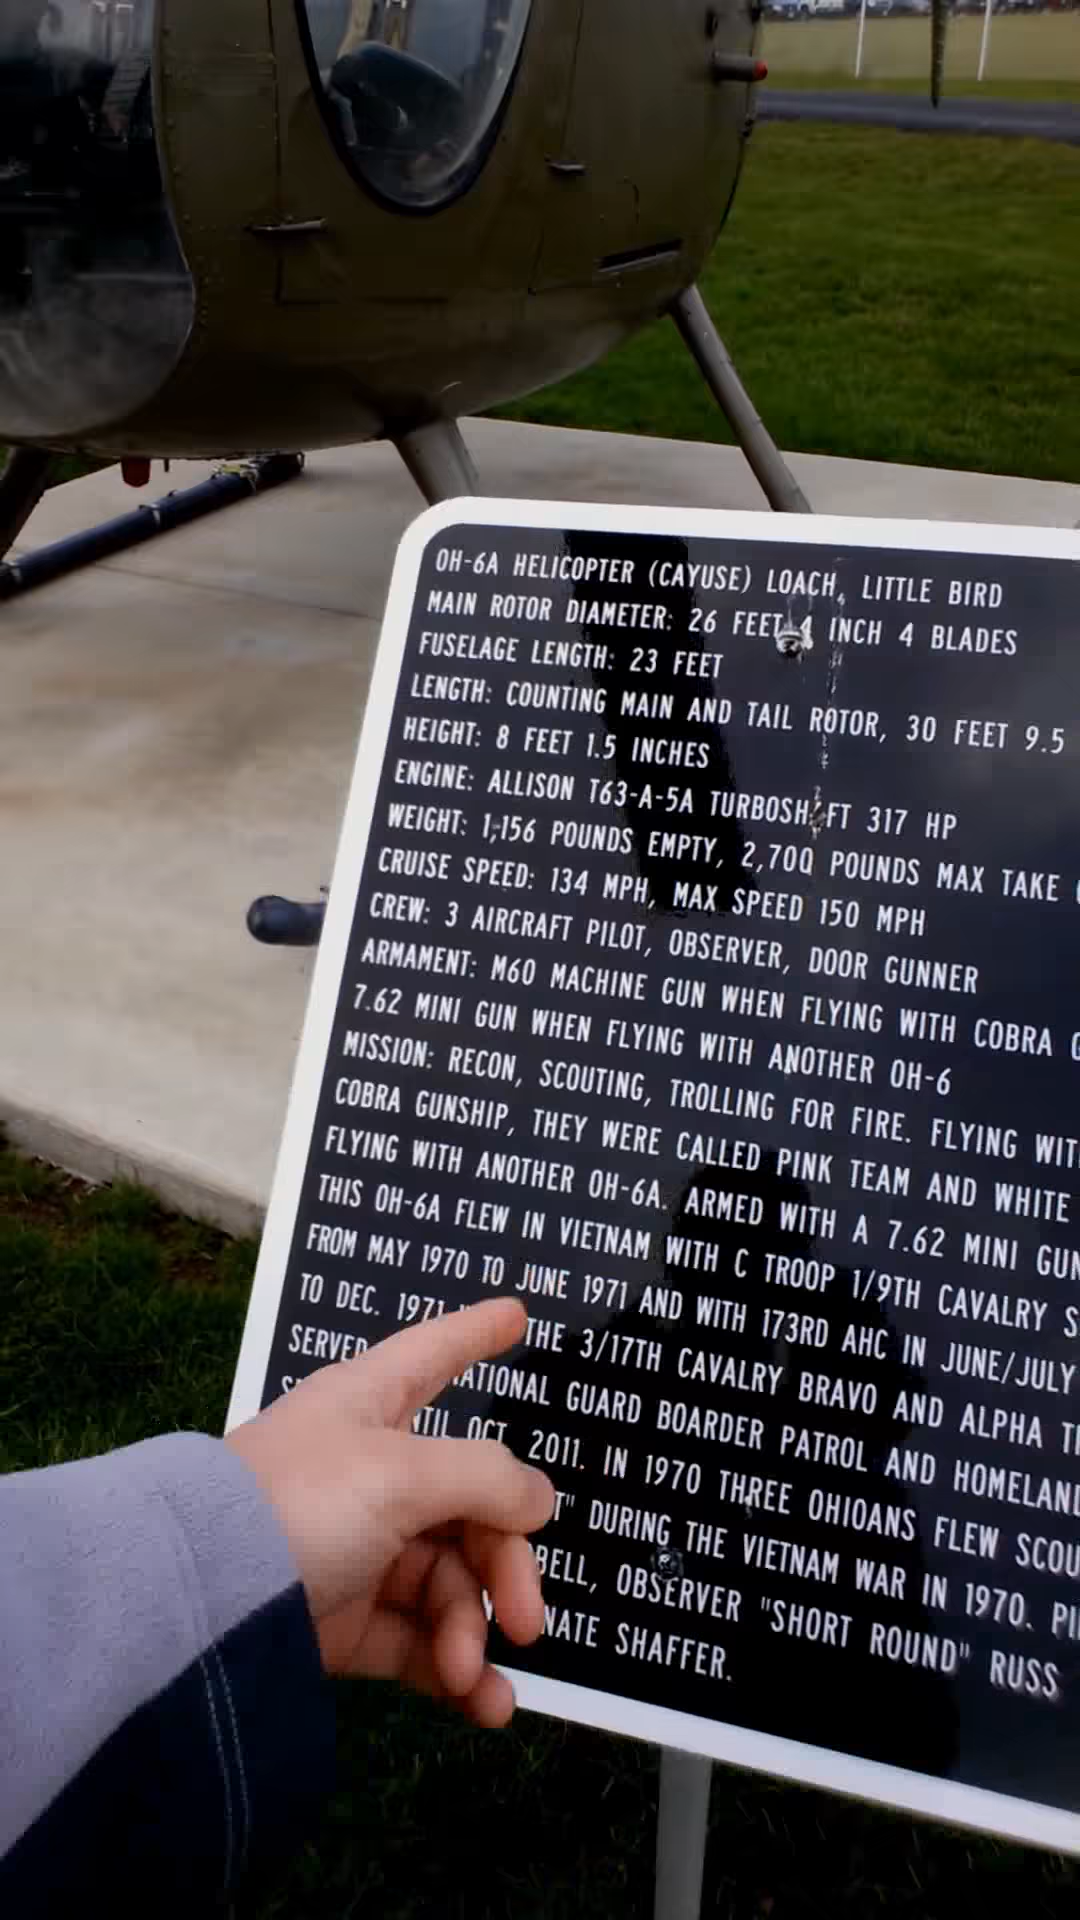 OH-6A HELICOPTER (CAYUSE) LOACH, LITTLE BIRD
MAIN ROTOR DIAMETER: 26 FEET 4 INCH 4 BLADES
FUSELAGE LENGTH: 23 FEET
LENGTH: COUNTING MAIN AND TAIL ROTOR, 30 FEET 9.5
HEIGHT: 8 FEET 1.5 INCHES
ENGINE: ALLISON T63-A-5A TURBOSHAFT 317 HP
WEIGHT: 1,156 POUNDS EMPTY, 2,700 POUNDS MAX TAKE
CRUISE SPEED: 134 MPH, MAX SPEED 150 MPH
CREW: 3 AIRCRAFT PILOT, OBSERVER, DOOR GUNNER
ARMAMENT: M60 MACHINE GUN WHEN FLYING WITH COBRA
7.62 MINI GUN WHEN FLYING WITH ANOTHER OH-6
MISSION: RECON, SCOUTING, TROLLING FOR FIRE. FLYING
COBRA GUNSHIP, THEY WERE CALLED PINK TEAM AND WHITE
FLYING WITH ANOTHER OH-6A. ARMED WITH A 7.62 MINI GUN
THIS OH-6A FLEW IN VIETNAM WITH C TROOP 1/9TH CAVALRY
FROM MAY 1970 TO JUNE 1971 AND WITH 173RD AHC IN JUNE/JULY
TO DEC. 1971 THE 3/17TH CAVALRY BRAVO AND ALPHA
SERVED NATIONAL GUARD BOARDER PATROL AND HOMELAND
OCT. 2011. IN 1970 THREE OHIOANS FLEW
DURING THE VIETNAM WAR IN 1970.
OBSERVER "SHORT ROUND" RUSS
NATE SHAFFER.